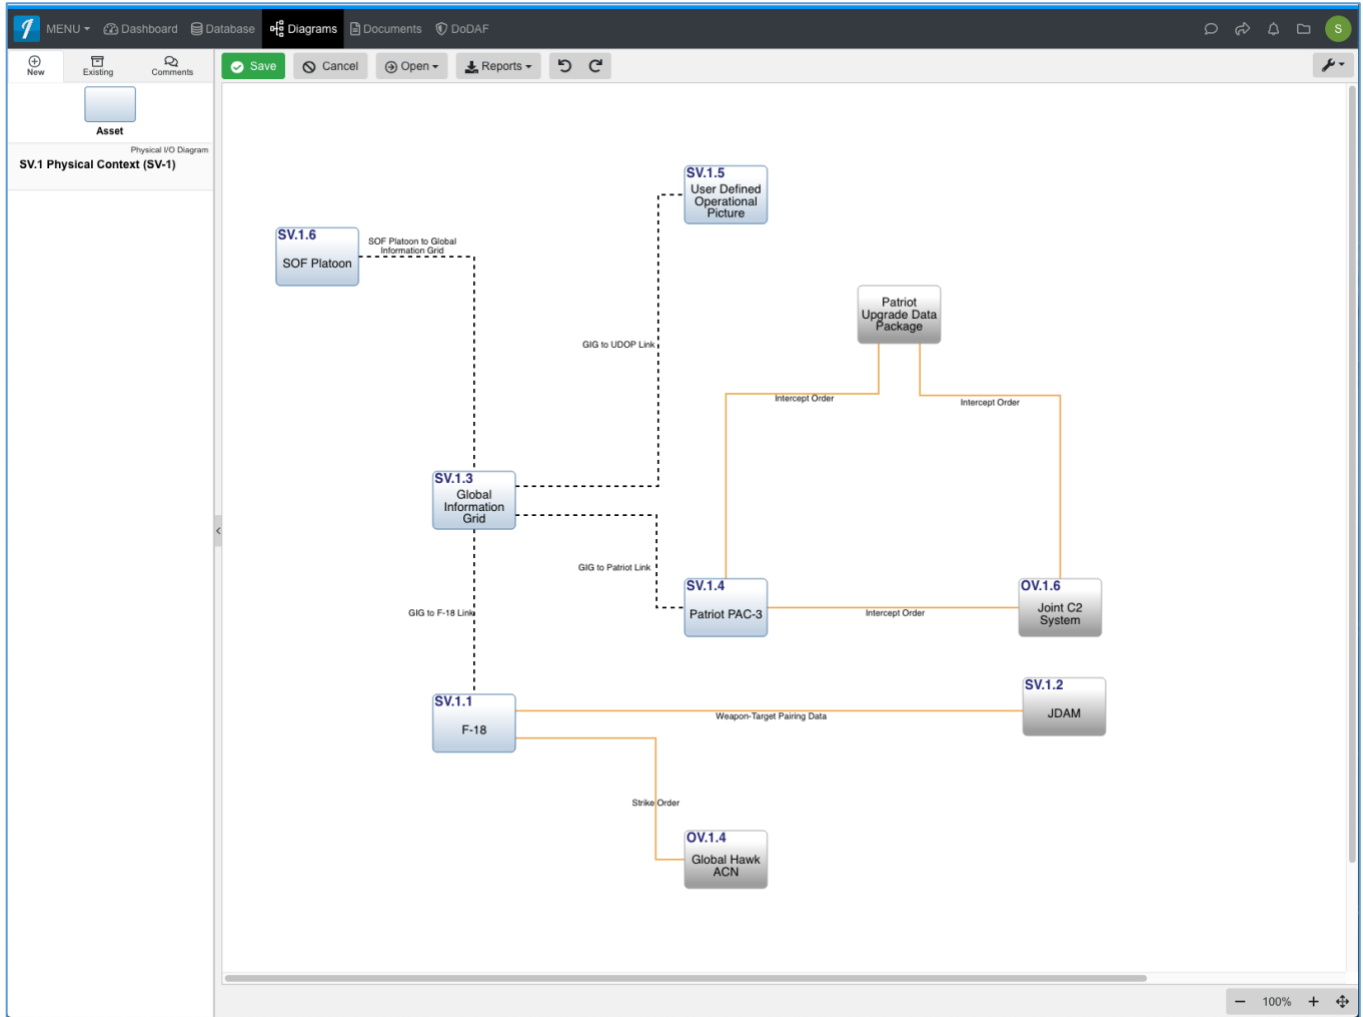 MENU Dashboard Database Diagrams Documents DoDAF S
New Existing Comments
Save Cancel Open Reports
Asset
Physical I/O Diagram
SV.1 Physical Context (SV-1)
SV.1.5
User Defined
Operational
Picture
SV.1.6
SOF Platoon
SOF Platoon to Global
Information Grid
Patriot
Upgrade Data
Package
GIG to UDOP Link
Intercept Order
Intercept Order
SV.1.3
Global
Information
Grid
GIG to Patriot Link
SV.1.4
Patriot PAC-3
Intercept Order
OV.1.6
Joint C2
System
GIG to F-18 Link
SV.1.1
F-18
Weapon-Target Pairing Data
SV.1.2
JDAM
Strike Order
OV.1.4
Global Hawk
ACN
100%